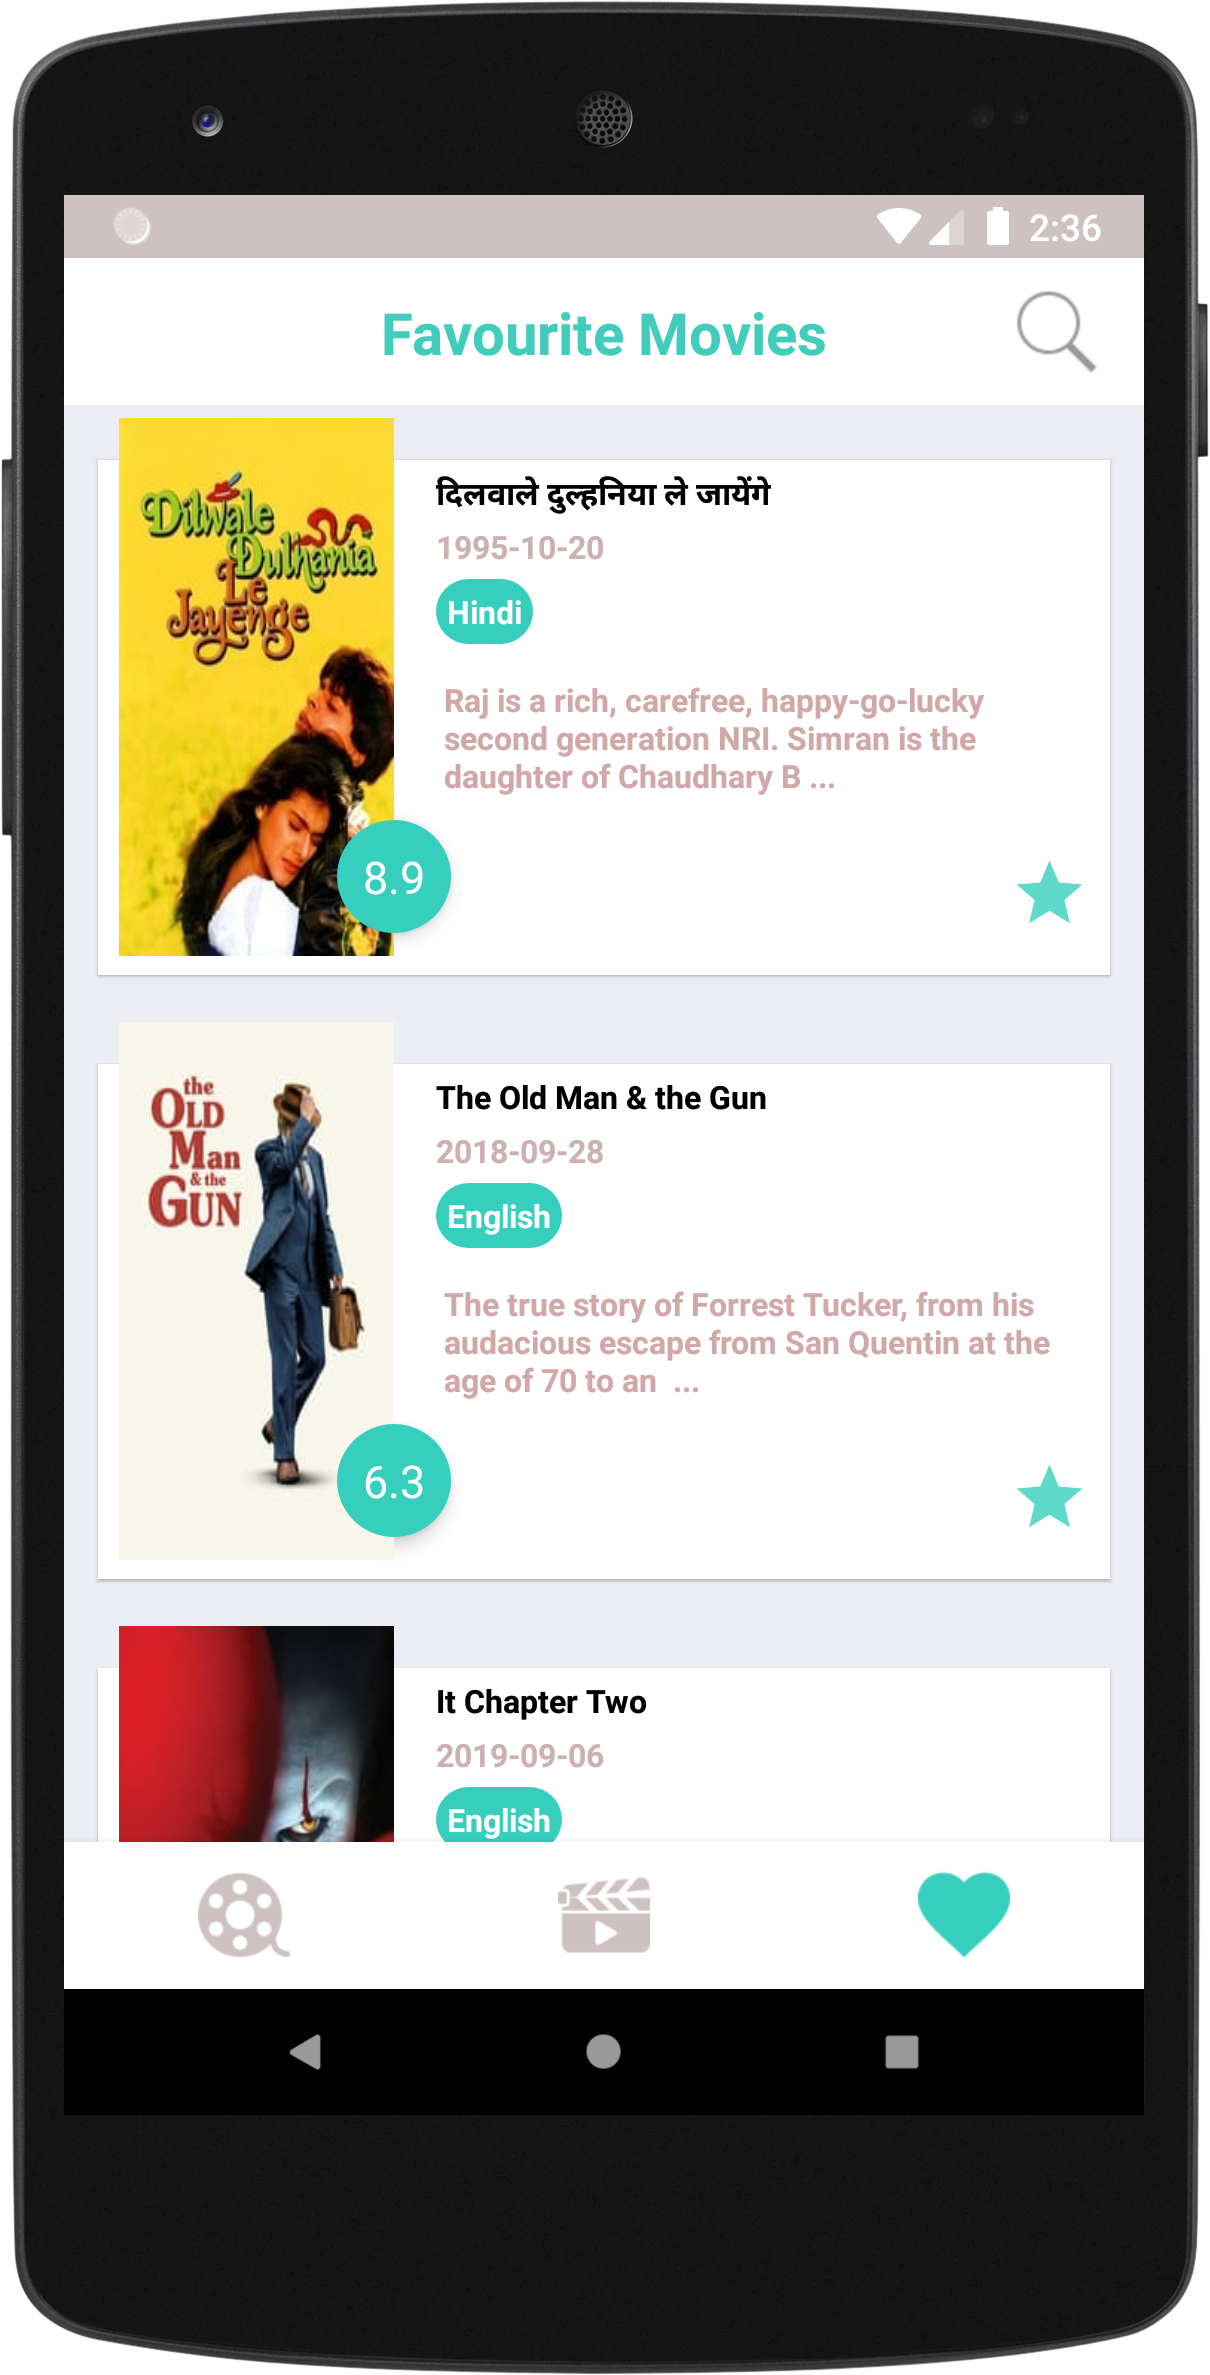 2:36
Favourite Movies
Dilwale
Dulhania
Le
Jayenge
दिलवाले दुल्हनिया ले जायेंगे
1995-10-20
Hindi
Raj is a rich, carefree, happy-go-lucky
second generation NRI. Simran is the
daughter of Chaudhary B ...
8.9
the
OLD
Man
& the
GUN
The Old Man & the Gun
2018-09-28
English
The true story of Forrest Tucker, from his
audacious escape from San Quentin at the
age of 70 to an ...
6.3
It Chapter Two
2019-09-06
English